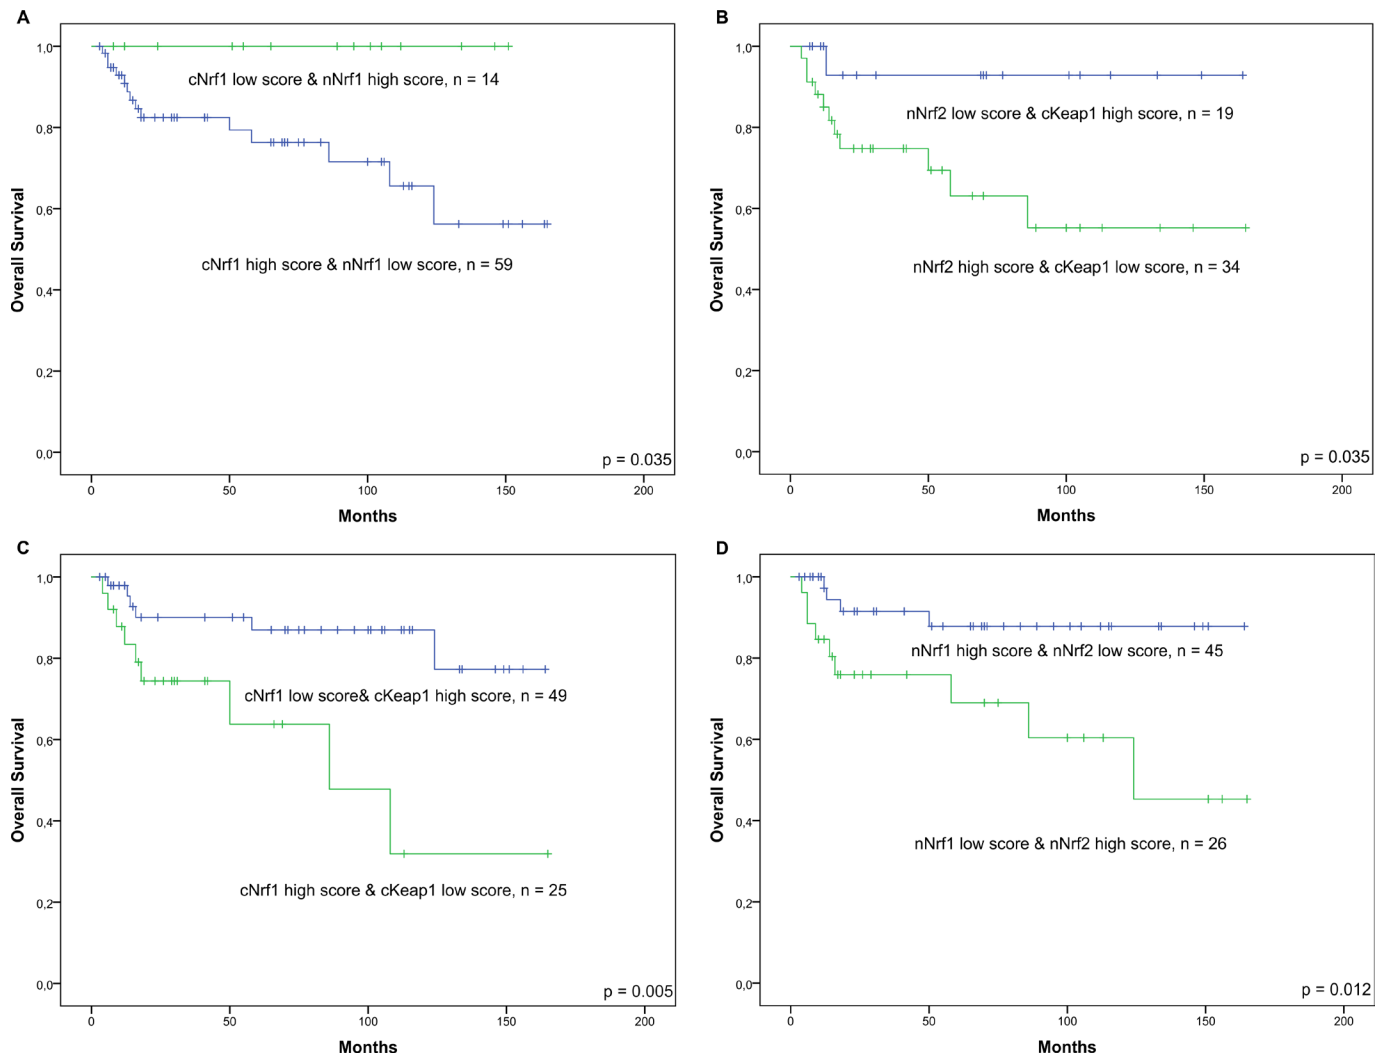 A
1,0
0,8
0,6
0,4
0,2
0,0
Overall Survival
cNrf1 low score & nNrf1 high score, n = 14
cNrf1 high score & nNrf1 low score, n = 59
p = 0.035
0 50 100 150 200
Months
B
1,0
0,8
0,6
0,4
0,2
0,0
Overall Survival
nNrf2 low score & cKeap1 high score, n = 19
nNrf2 high score & cKeap1 low score, n = 34
p = 0.035
0 50 100 150 200
Months
C
1,0
0,8
0,6
0,4
0,2
0,0
Overall Survival
cNrf1 low score& cKeap1 high score, n = 49
cNrf1 high score & cKeap1 low score, n = 25
p = 0.005
0 50 100 150 200
Months
D
1,0
0,8
0,6
0,4
0,2
0,0
Overall Survival
nNrf1 high score & nNrf2 low score, n = 45
nNrf1 low score & nNrf2 high score, n = 26
p = 0.012
0 50 100 150 200
Months